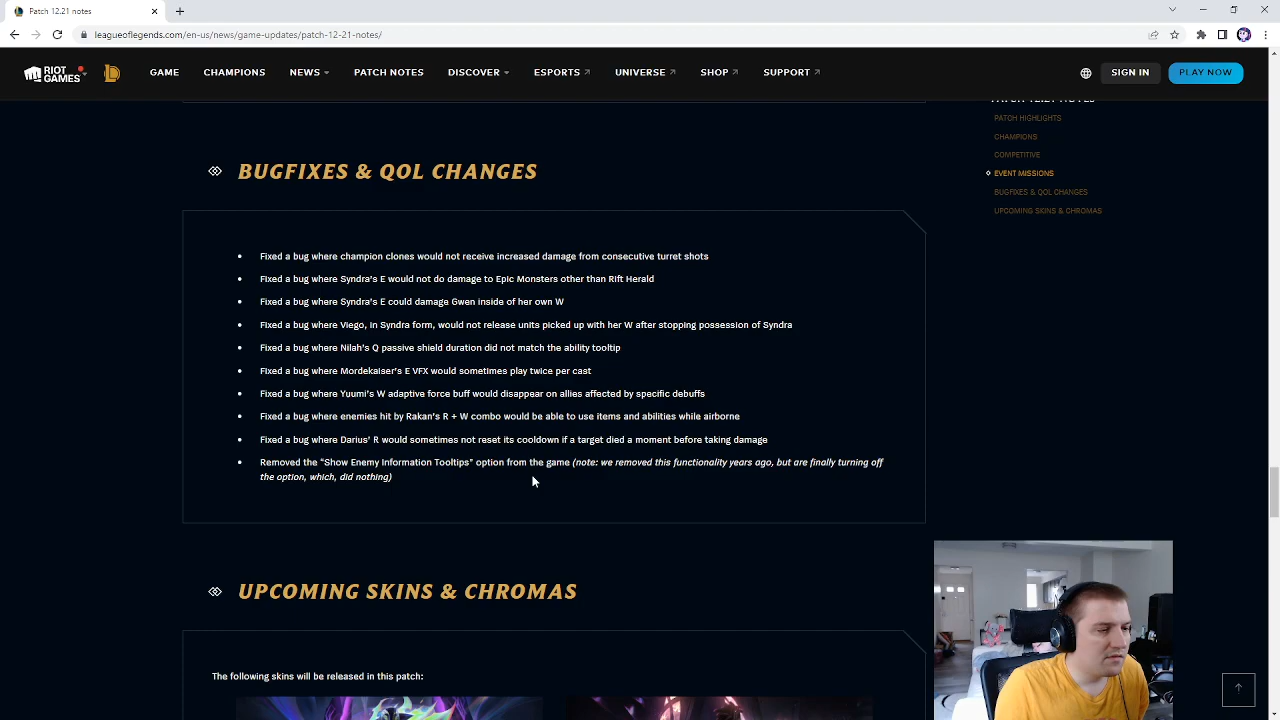 Patch 12.21 notes
leagueoflegends.com/en-us/news/game-updates/patch-12-21-notes/
RIOT GAMES
GAME CHAMPIONS NEWS PATCH NOTES DISCOVER ESPORTS UNIVERSE SHOP SUPPORT SIGN IN PLAY NOW
PATCH 12.21 NOTES
PATCH HIGHLIGHTS
CHAMPIONS
COMPETITIVE
EVENT MISSIONS
BUGFIXES & QOL CHANGES
UPCOMING SKINS & CHROMAS
BUGFIXES & QOL CHANGES
Fixed a bug where champion clones would not receive increased damage from consecutive turret shots
Fixed a bug where Syndra's E would not do damage to Epic Monsters other than Rift Herald
Fixed a bug where Syndra's E could damage Gwen inside of her own W
Fixed a bug where Viego, in Syndra form, would not release units picked up with her W after stopping possession of Syndra
Fixed a bug where Nilah's Q passive shield duration did not match the ability tooltip
Fixed a bug where Mordekaiser's E VFX would sometimes play twice per cast
Fixed a bug where Yuumi's W adaptive force buff would disappear on allies affected by specific debuffs
Fixed a bug where enemies hit by Rakan's R + W combo would be able to use items and abilities while airborne
Fixed a bug where Darius' R would sometimes not reset its cooldown if a target died a moment before taking damage
Removed the “Show Enemy Information Tooltips” option from the game (note: we removed this functionality years ago, but are finally turning off
the option, which, did nothing)
UPCOMING SKINS & CHROMAS
The following skins will be released in this patch: